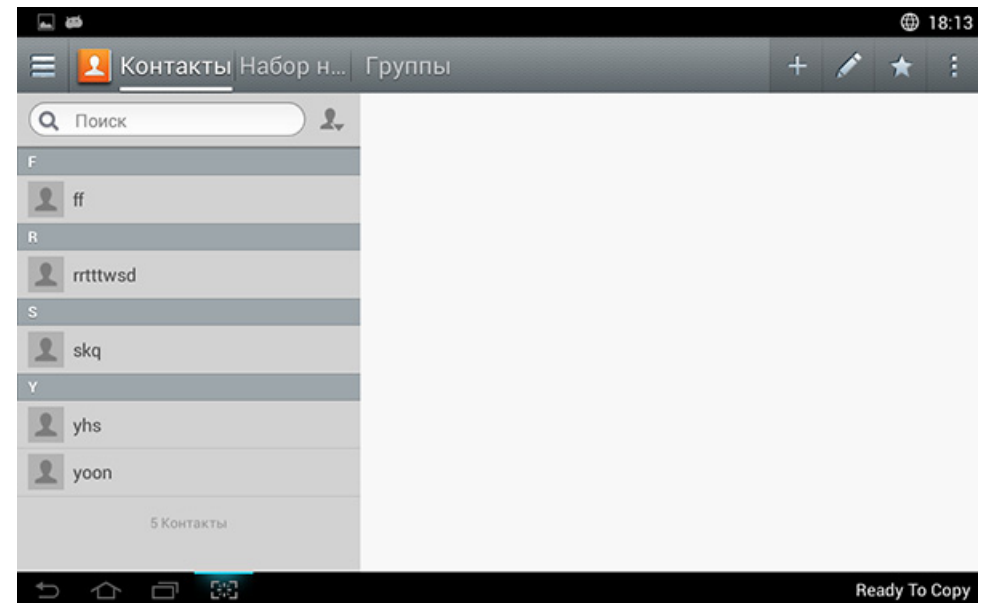 18:13
Контакты Набор н... Группы
Поиск
F
ff
R
rrtttwsd
S
skq
Y
yhs
yoon
5 Контакты
Ready To Copy